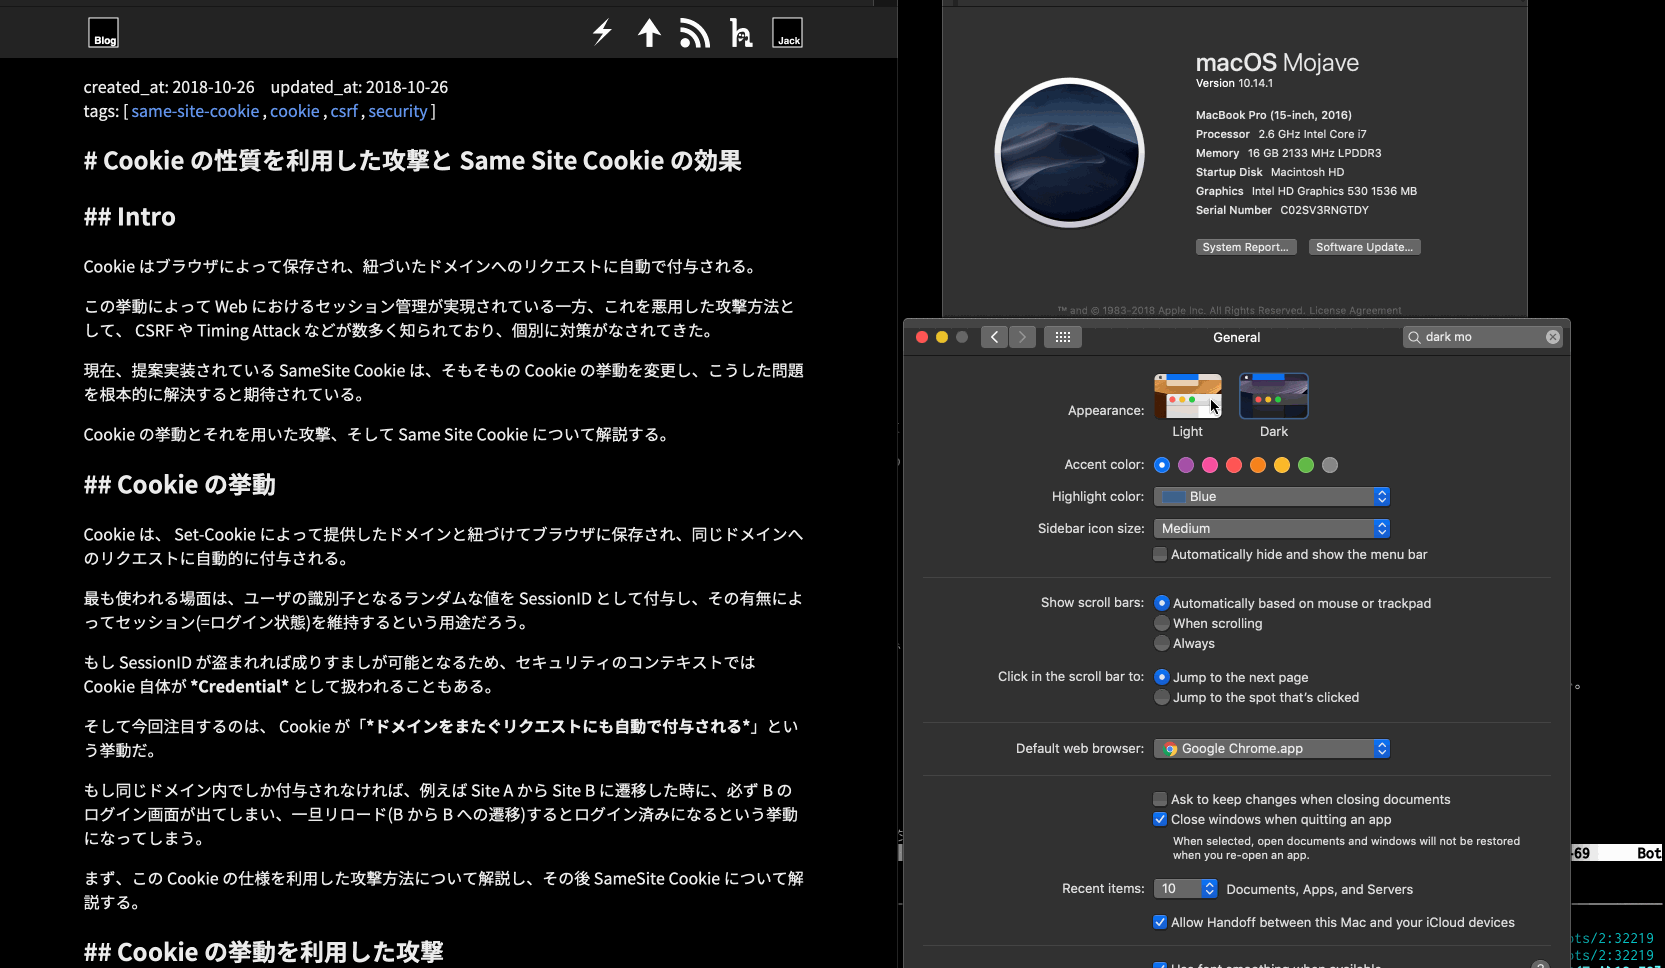 Blog
Jack
created_at: 2018-10-26 updated_at: 2018-10-26
tags: [ same-site-cookie , cookie , csrf , security ]
# Cookie の性質を利用した攻撃と Same Site Cookie の効果
## Intro
Cookie はブラウザによって保存され、紐づいたドメインへのリクエストに自動で付与される。
この挙動によって Web におけるセッション管理が実現されている一方、これを悪用した攻撃方法と
して、 CSRF や Timing Attack などが数多く知られており、個別に対策がなされてきた。
現在、提案実装されている SameSite Cookie は、そもそもの Cookie の挙動を変更し、こうした問題
を根本的に解決すると期待されている。
Cookie の挙動とそれを用いた攻撃、そして Same Site Cookie について解説する。
## Cookie の挙動
Cookie は、 Set-Cookie によって提供したドメインと紐づけてブラウザに保存され、同じドメインへ
のリクエストに自動的に付与される。
最も使われる場面は、ユーザの識別子となるランダムな値を SessionID として付与し、その有無によ
ってセッション(=ログイン状態)を維持するという用途だろう。
もし SessionID が盗まれれば成りすましが可能となるため、セキュリティのコンテキストでは
Cookie 自体が *Credential* として扱われることもある。
そして今回注目するのは、 Cookie が「*ドメインをまたぐリクエストにも自動で付与される*」とい
う挙動だ。
もし同じドメイン内でしか付与されなければ、例えば Site A から Site B に遷移した時に、必ず B の
ログイン画面が出てしまい、一旦リロード(B から B への遷移)するとログイン済みになるという挙動
になってしまう。
まず、この Cookie の仕様を利用した攻撃方法について解説し、その後 SameSite Cookie について解
説する。
## Cookie の挙動を利用した攻撃
macOS Mojave
Version 10.14.1
MacBook Pro (15-inch, 2016)
Processor 2.6 GHz Intel Core i7
Memory 16 GB 2133 MHz LPDDR3
Startup Disk Macintosh HD
Graphics Intel HD Graphics 530 1536 MB
Serial Number C02SV3RNGTDY
System Report... Software Update...
™ and © 1983-2018 Apple Inc. All Rights Reserved. License Agreement
General
dark mo
Appearance:
Light Dark
Accent color:
Highlight color: Blue
Sidebar icon size: Medium
Automatically hide and show the menu bar
Show scroll bars: Automatically based on mouse or trackpad
When scrolling
Always
Click in the scroll bar to: Jump to the next page
Jump to the spot that's clicked
Default web browser: Google Chrome.app
Ask to keep changes when closing documents
Close windows when quitting an app
When selected, open documents and windows will not be restored
when you re-open an app.
Recent items: 10 Documents, Apps, and Servers
Allow Handoff between this Mac and your iCloud devices
Use font smoothing when available
。
69 Bot
ots/2:32219
ots/2:32219